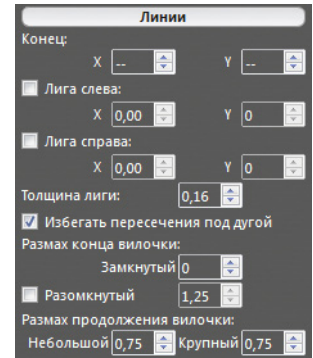 Линии
Конец:
X -- Y --
Лига слева:
X 0,00 Y 0
Лига справа:
X 0,00 Y 0
Толщина лиги: 0,16
Избегать пересечения под дугой
Размах конца вилочки:
Замкнутый 0
Разомкнутый 1,25
Размах продолжения вилочки:
Небольшой 0,75 Крупный 0,75